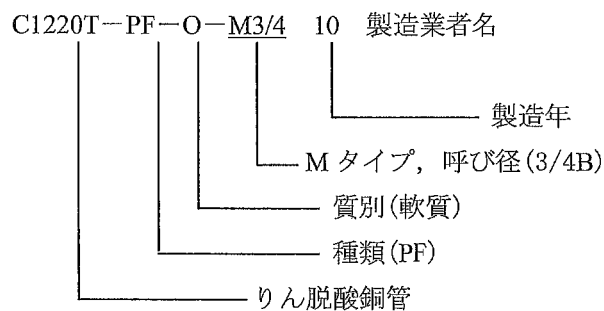 C1220T－PF－O－M3/4 10 製造業者名
製造年
Mタイプ，呼び径(3/4B)
質別(軟質)
種類(PF)
りん脱酸銅管